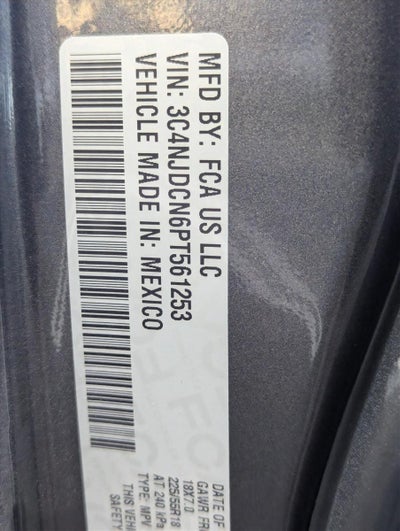 MFD BY: FCA US LLC
VIN: 3C4NJDCN6PT561253
VEHICLE MADE IN: MEXICO
DATE OF
GAWR FR
18X7.0
225/55R18
AT 240 kPa
TYPE: MPV
THIS VEHI
SAFETY